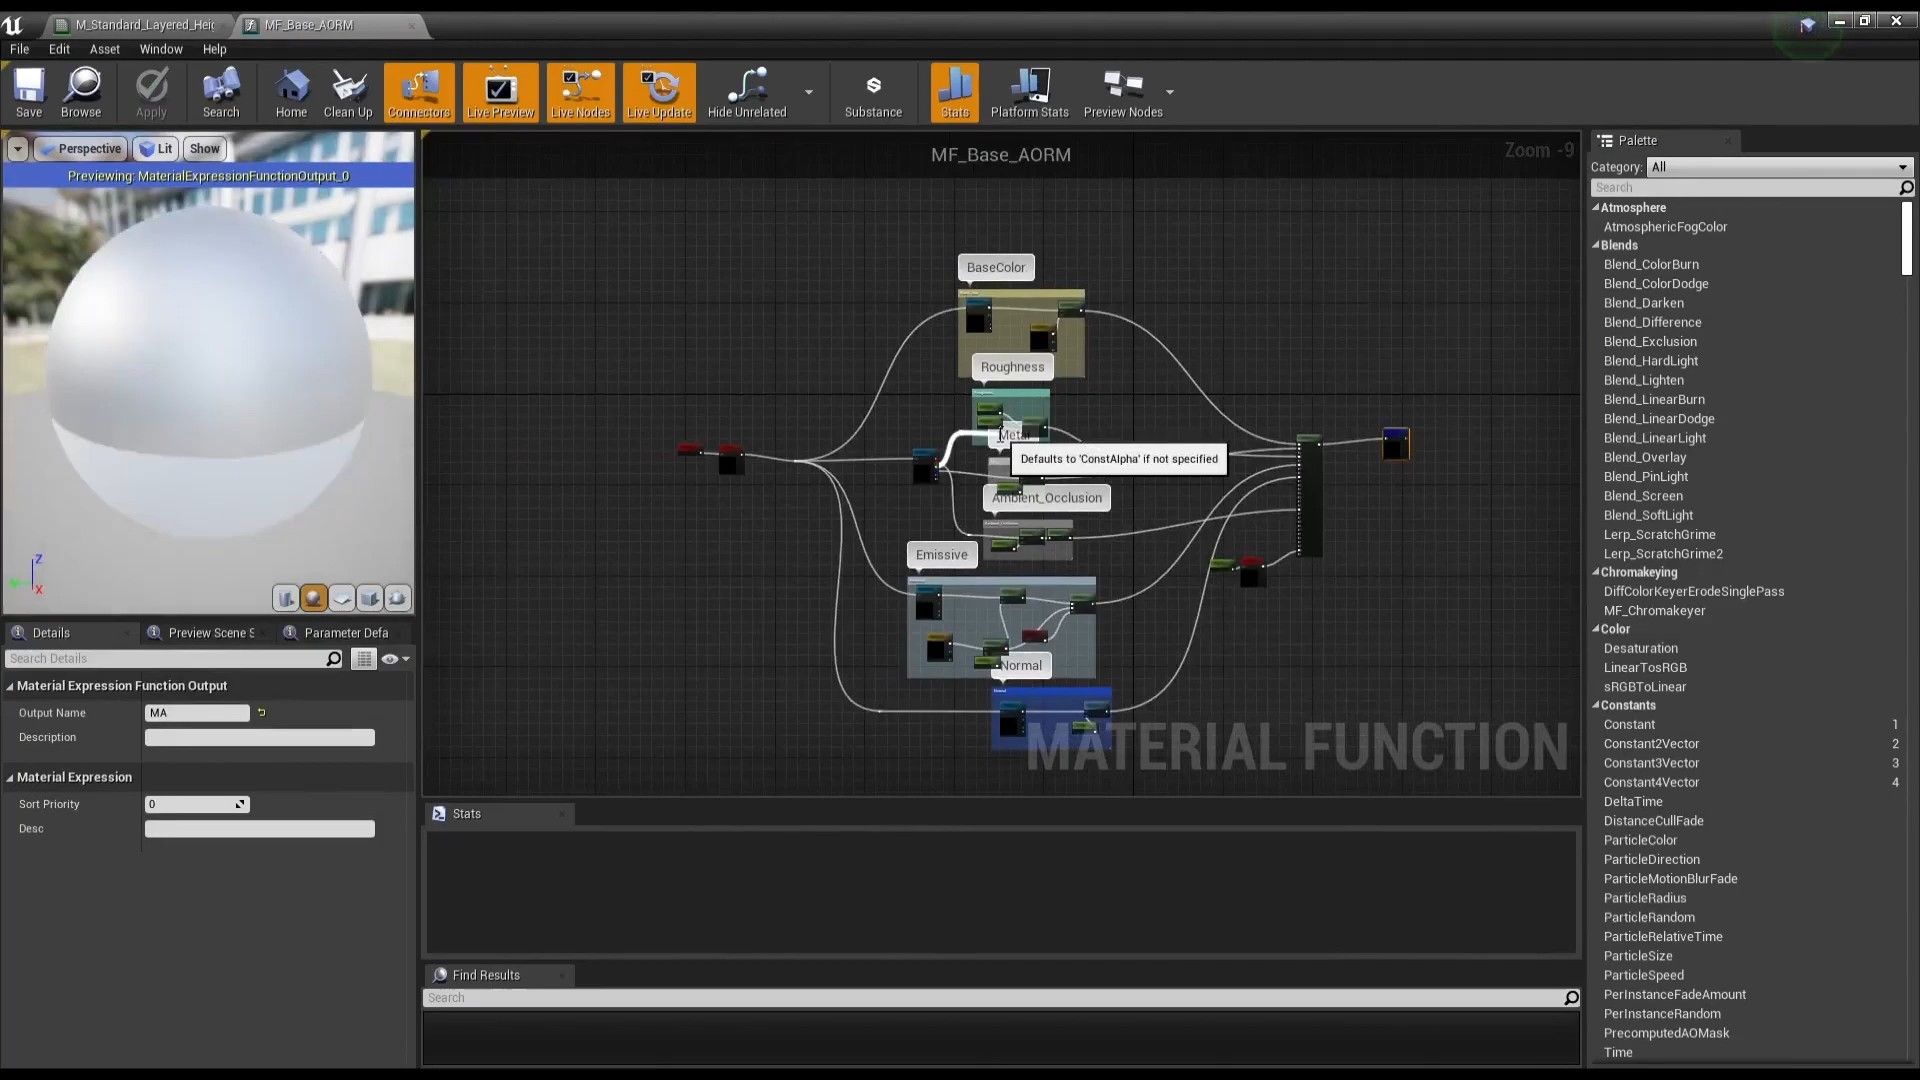 M_Standard_Layered_Hei
MF_Base_AORM
File
Edit
Asset
Window
Help
Save
Browse
Apply
Search
Home
Clean Up
Connectors
Live Preview
Live Nodes
Live Update
Hide Unrelated
Substance
Stats
Platform Stats
Preview Nodes
Perspective
Lit
Show
Previewing: MaterialExpressionFunctionOutput_0
Z
X
Details
Preview Scene S
Parameter Defa
Search Details
Material Expression Function Output
Output Name
MA
Description
Material Expression
Sort Priority
0
Desc
MF_Base_AORM
Zoom -9
BaseColor
Roughness
Metal
Defaults to 'ConstAlpha' if not specified
Ambient_Occlusion
Emissive
Normal
MATERIAL FUNCTION
Stats
Find Results
Search
Palette
Category:
All
Search
Atmosphere
AtmosphericFogColor
Blends
Blend_ColorBurn
Blend_ColorDodge
Blend_Darken
Blend_Difference
Blend_Exclusion
Blend_HardLight
Blend_Lighten
Blend_LinearBurn
Blend_LinearDodge
Blend_LinearLight
Blend_Overlay
Blend_PinLight
Blend_Screen
Blend_SoftLight
Lerp_ScratchGrime
Lerp_ScratchGrime2
Chromakeying
DiffColorKeyerErodeSinglePass
MF_Chromakeyer
Color
Desaturation
LinearTosRGB
sRGBToLinear
Constants
Constant 1
Constant2Vector 2
Constant3Vector 3
Constant4Vector 4
DeltaTime
DistanceCullFade
ParticleColor
ParticleDirection
ParticleMotionBlurFade
ParticleRadius
ParticleRandom
ParticleRelativeTime
ParticleSize
ParticleSpeed
PerInstanceFadeAmount
PerInstanceRandom
PrecomputedAOMask
Time